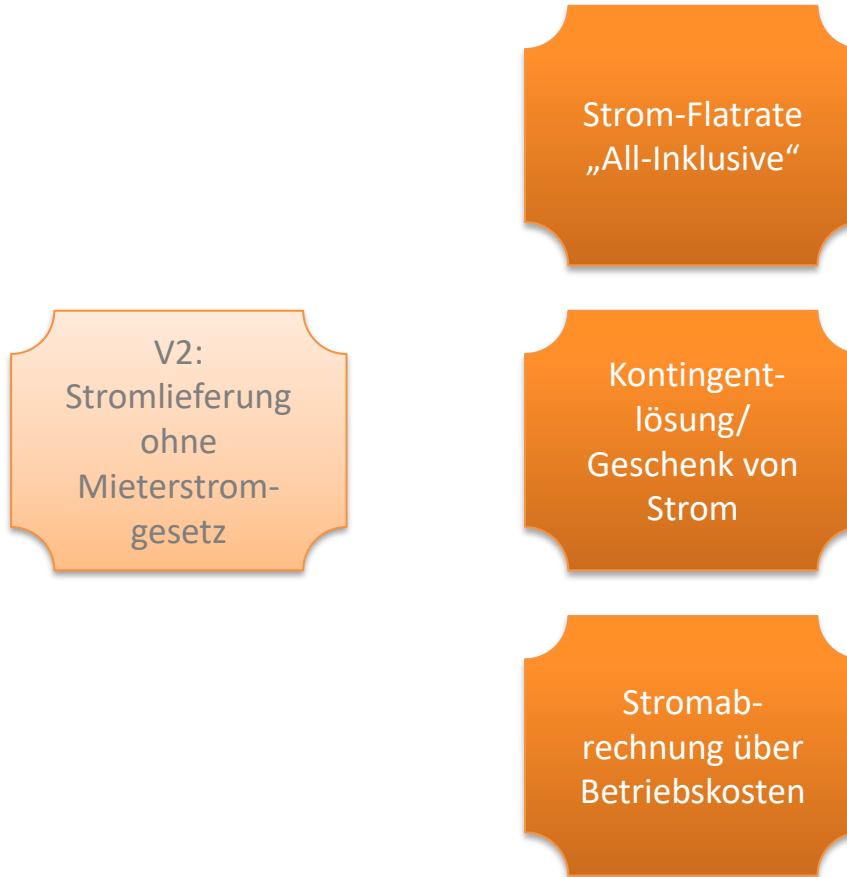 Strom-Flatrate
„All-Inklusive“
V2:
Stromlieferung
ohne
Mieterstrom-
gesetz
Kontingent-
lösung/
Geschenk von
Strom
Stromab-
rechnung über
Betriebskosten